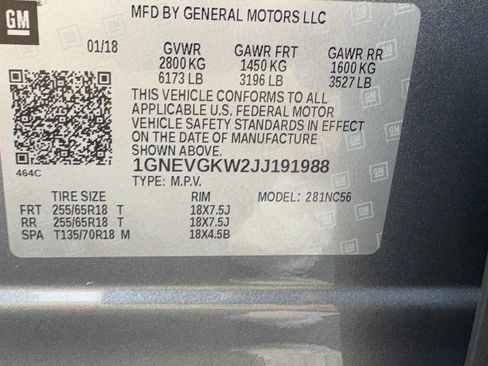 GM
MFD BY GENERAL MOTORS LLC
01/18 GVWR GAWR FRT GAWR RR
2800 KG 1450 KG 1600 KG
6173 LB 3196 LB 3527 LB
THIS VEHICLE CONFORMS TO ALL
APPLICABLE U.S. FEDERAL MOTOR
VEHICLE SAFETY STANDARDS IN EFFECT
ON THE DATE OF MANUFACTURE
SHOWN ABOVE.
464C
1GNEVGKW2JJ191988
TYPE: M.P.V. MODEL: 281NC56
TIRE SIZE RIM
FRT 255/65R18 T 18X7.5J
RR 255/65R18 T 18X7.5J
SPA T135/70R18 M 18X4.5B